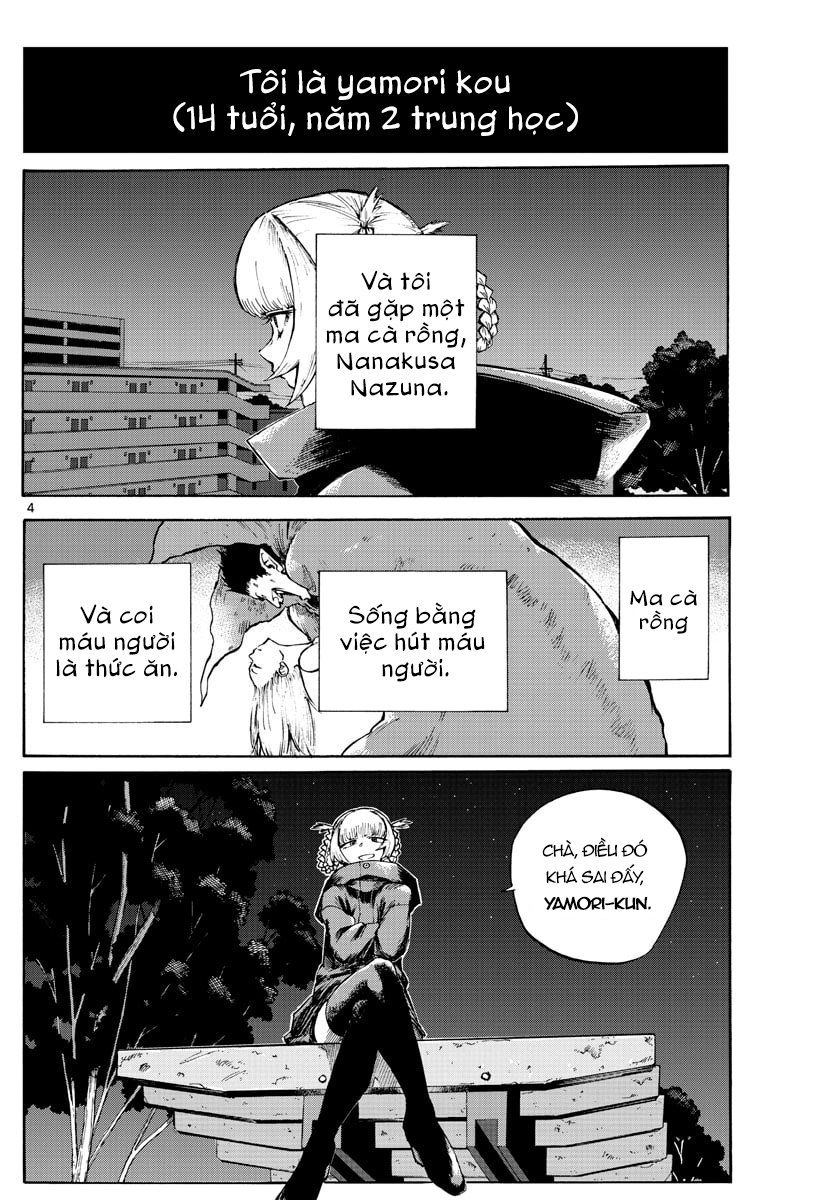 Tôi là yamori kou
(14 tuổi, năm 2 trung học)
Và tôi
đã gặp một
ma cà rồng,
Nanakusa
Nazuna.
4
Ma cà
rồng
Sống bằng
việc hút máu
người.
Và coi
máu người
là thức ăn.
CHÀ, ĐIỀU ĐÓ
KHÁ SAI ĐẤY,
YAMORI-KUN.